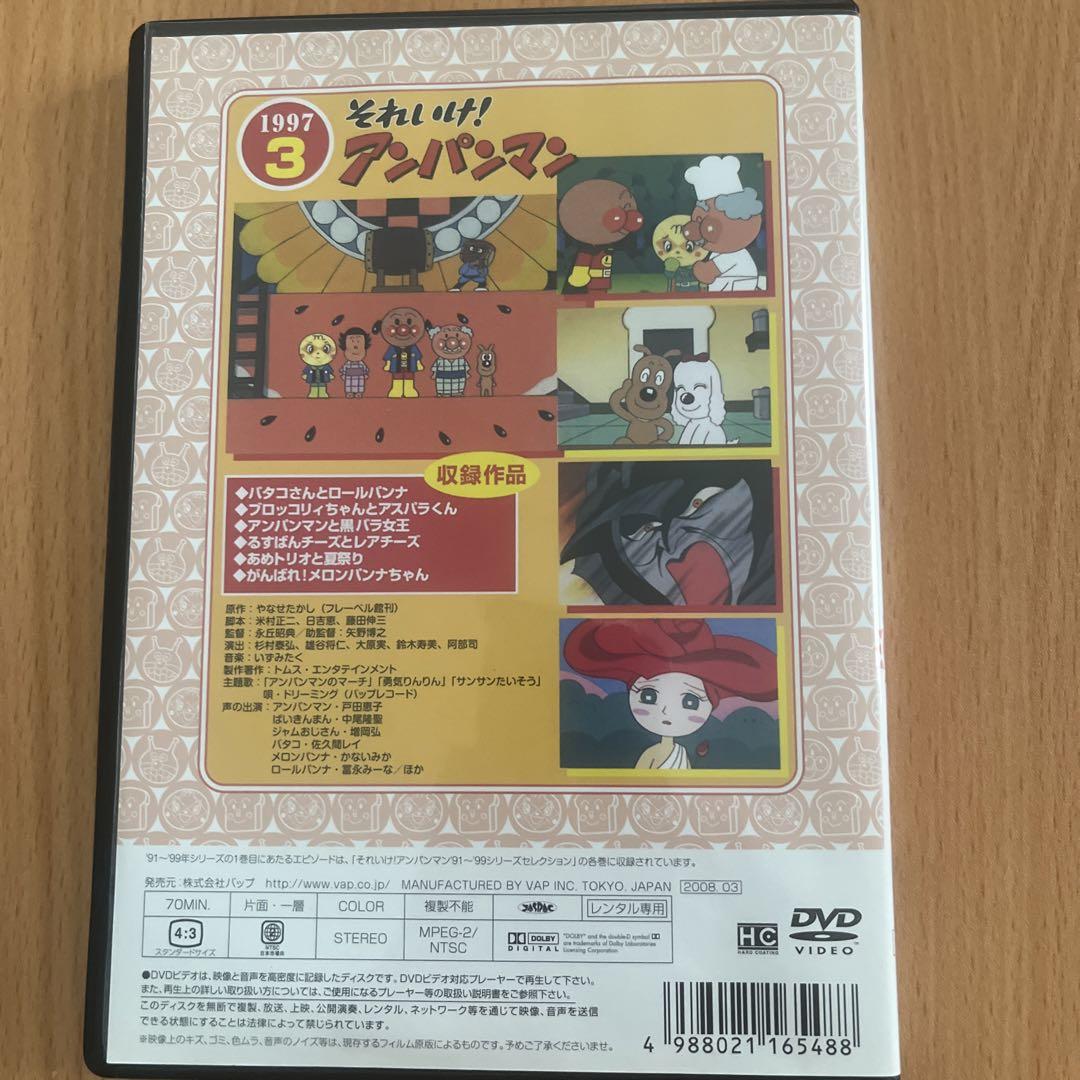 1997
3
それいけ!
アンパンマン
収録作品
◆バタコさんとロールパンナ
◆ブロッコリィちゃんとアスパラくん
◆アンパンマンと黒バラ女王
◆るすばんチーズとレアチーズ
◆あめトリオと夏祭り
◆がんばれ!メロンパンナちゃん
原作:やなせたかし(フレーベル館刊)
脚本:米村正二、日吉恵、藤田伸三
監督:永丘昭典/助監督:矢野博之
演出:杉村泰弘、雄谷将仁、大原実、鈴木寿美、阿部司
音楽:いずみたく
製作著作:トムス・エンタテインメント
主題歌:「アンパンマンのマーチ」「勇気りんりん」「サンサンたいそう」
唄・ドリーミング(バップレコード)
声の出演:アンパンマン・戸田恵子
ばいきんまん・中尾隆聖
ジャムおじさん・増岡弘
バタコ・佐久間レイ
メロンパンナ・かないみか
ロールパンナ・冨永みーな/ほか
'91〜'99年シリーズの1巻目にあたるエピソードは、「それいけ!アンパンマン'91〜'99シリーズセレクション」の各巻に収録されています。
発売元:株式会社バップ http://www.vap.co.jp/ MANUFACTURED BY VAP INC. TOKYO. JAPAN 2008.03
70MIN. 片面・一層 COLOR 複製不能 JASRAC レンタル専用
4:3 スタンダードサイズ
2 NTSC 日本市場向
STEREO
MPEG-2/
NTSC
DOLBY
DIGITAL
"DOLBY" and the double-D symbol
are trademarks of Dolby Laboratories
Licensing Corporation
HC
HARD COATING
DVD
VIDEO
●DVDビデオは、映像と音声を高密度に記録したディスクです。DVDビデオ対応プレーヤーで再生して下さい。
また、再生上の詳しい取り扱い方については、ご使用になるプレーヤー等の取扱い説明書をご参照下さい。
このディスクを無断で複製、放送、上映、公開演奏、レンタル、ネットワーク等を通じて映像、音声を送信
できる状態にすることは法律によって禁じられています。
※映像上のキズ、ゴミ、色ムラ、音声のノイズ等は、現存するフィルム原版によるものです。予めご了承くださいませ。
4 988021 165488